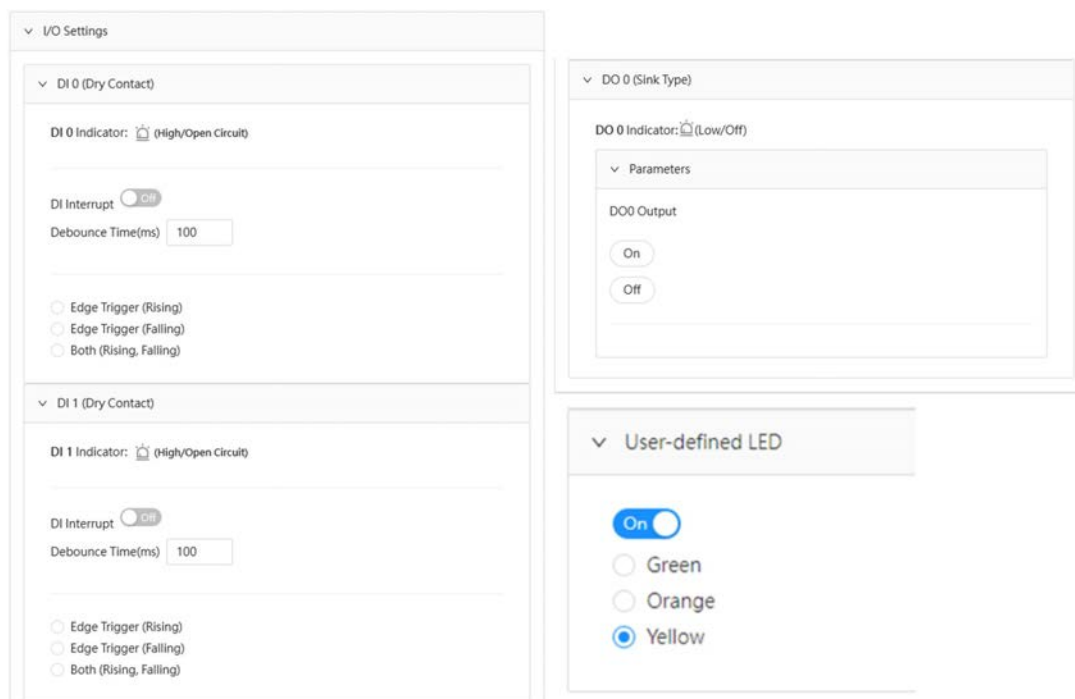 I/O Settings
DI 0 (Dry Contact)
DI 0 Indicator: (High/Open Circuit)
DI Interrupt Off
Debounce Time(ms) 100
Edge Trigger (Rising)
Edge Trigger (Falling)
Both (Rising, Falling)
DI 1 (Dry Contact)
DI 1 Indicator: (High/Open Circuit)
DI Interrupt Off
Debounce Time(ms) 100
Edge Trigger (Rising)
Edge Trigger (Falling)
Both (Rising, Falling)
DO 0 (Sink Type)
DO 0 Indicator: (Low/Off)
Parameters
DO0 Output
On
Off
User-defined LED
On
Green
Orange
Yellow